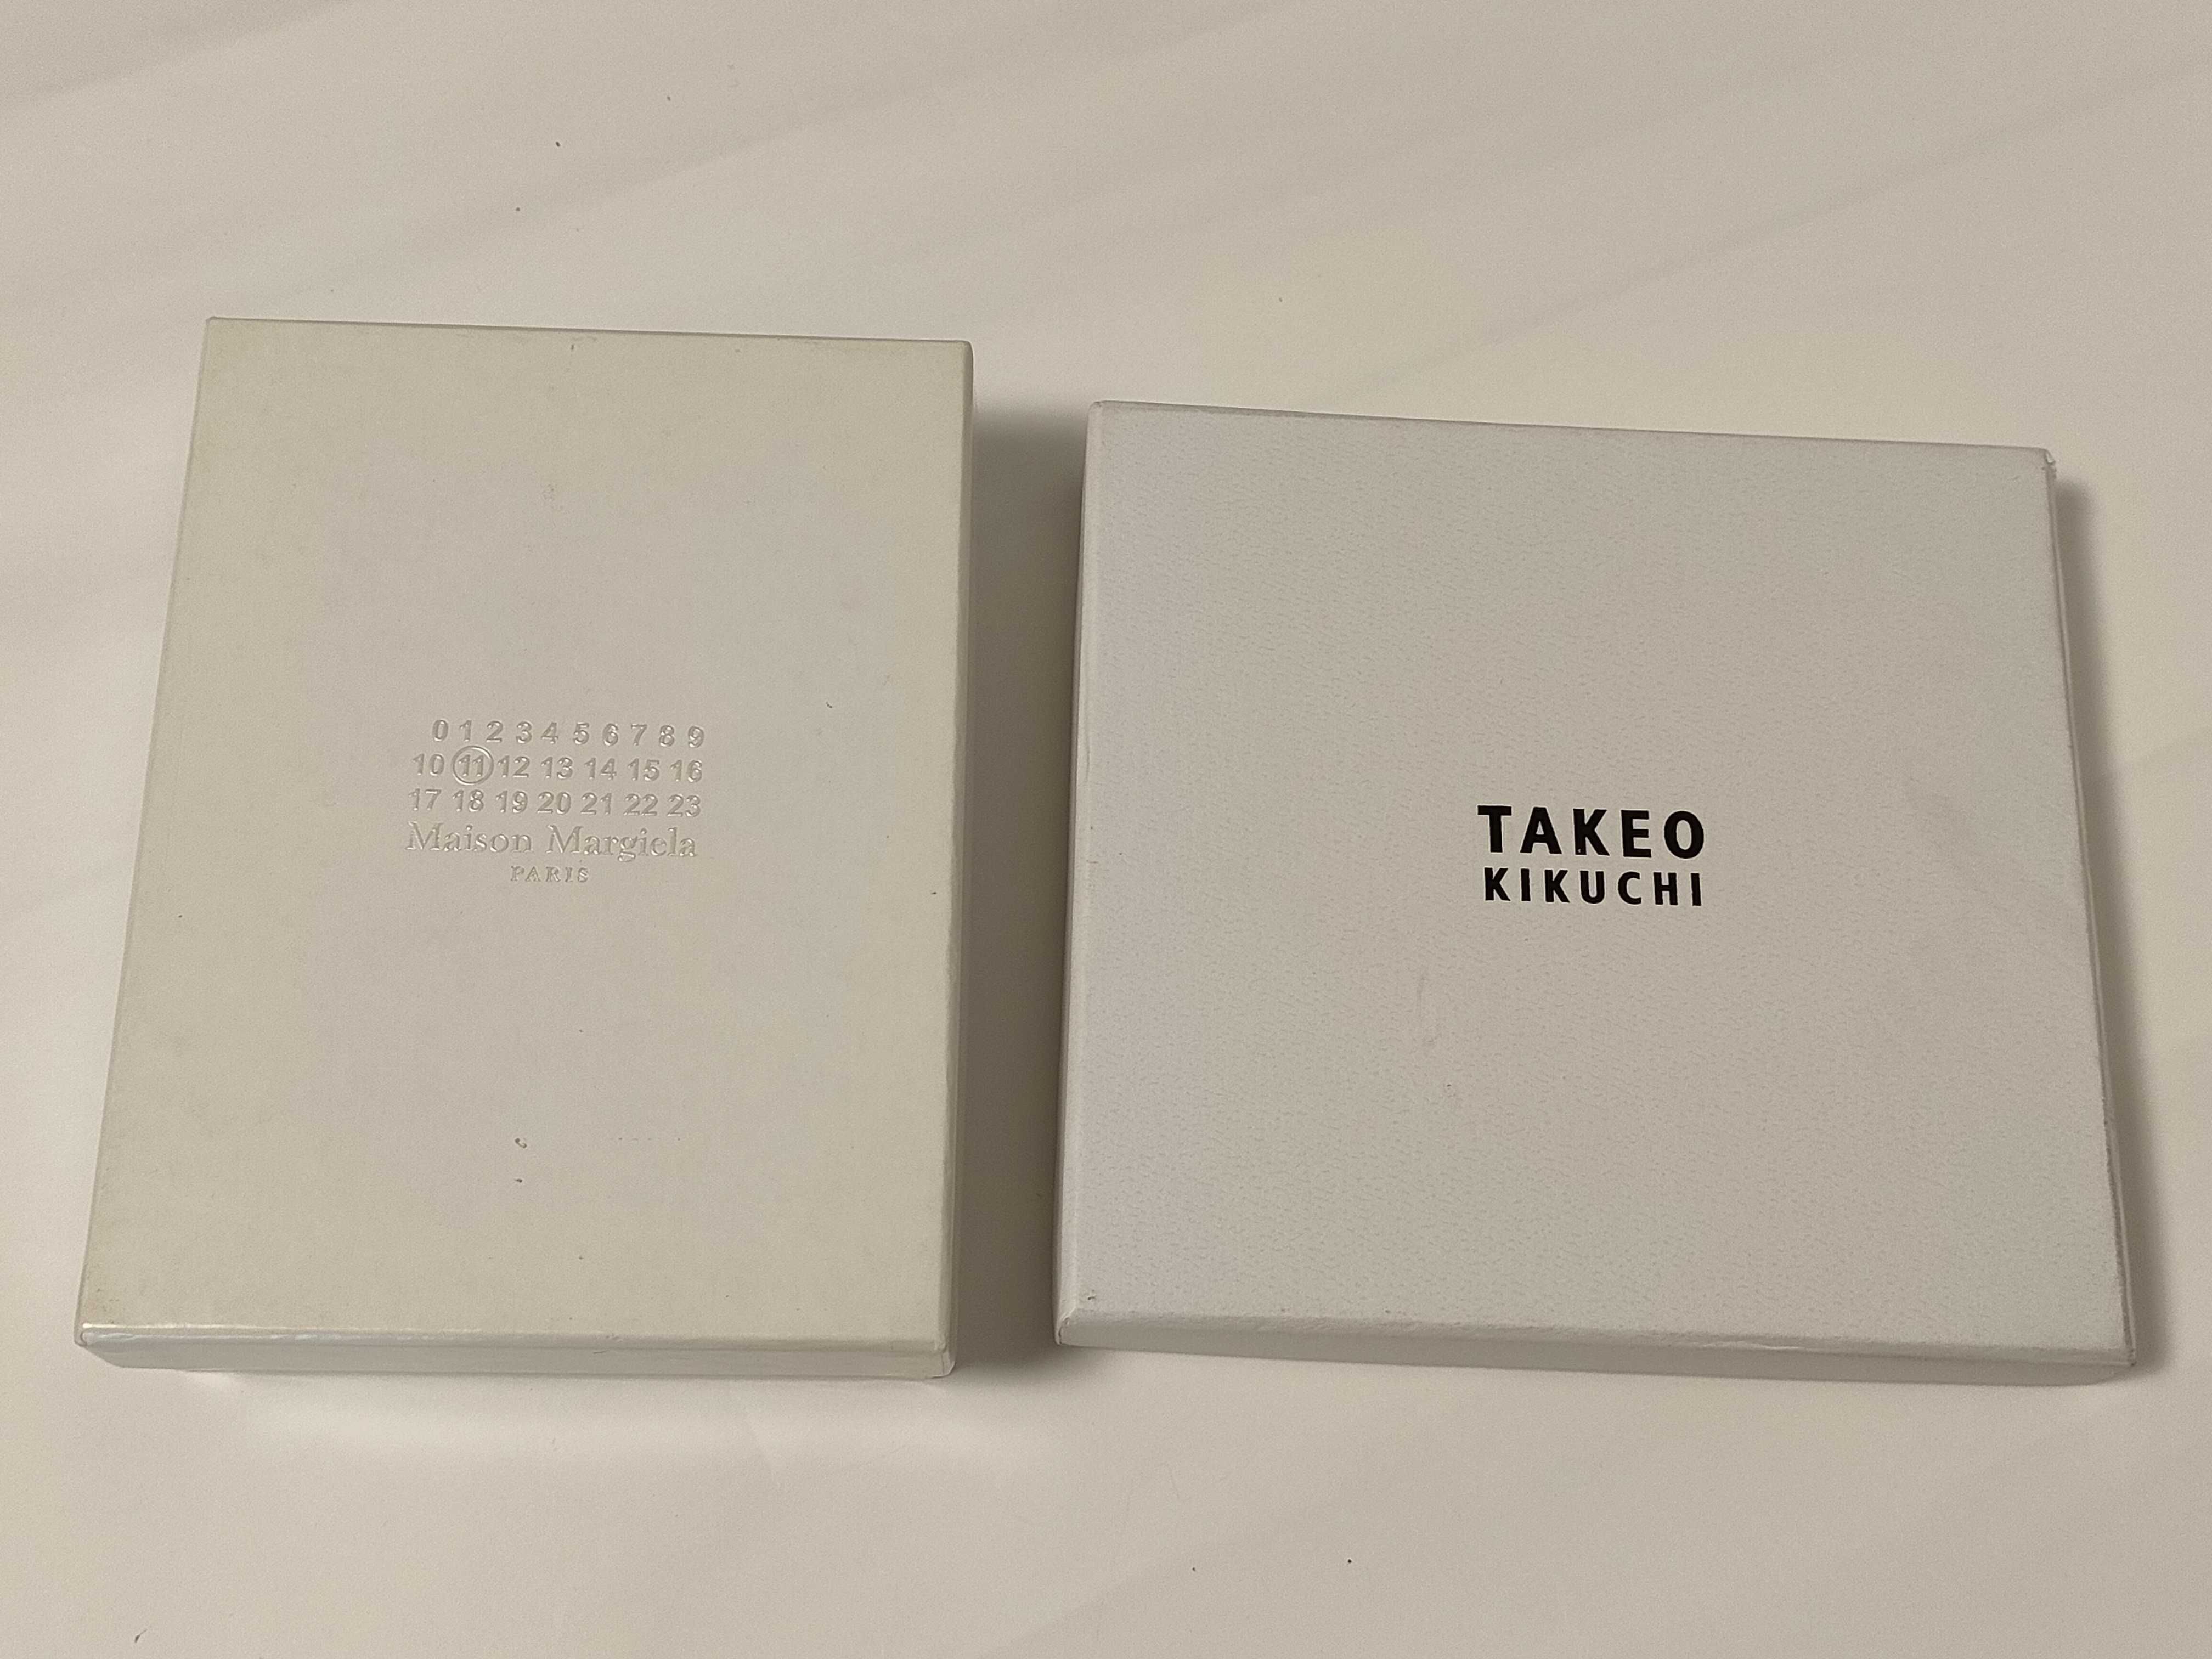 0 1 2 3 4 5 6 7 8 9
10 11 12 13 14 15 16
17 18 19 20 21 22 23
Maison Margiela
PARIS
TAKEO
KIKUCHI